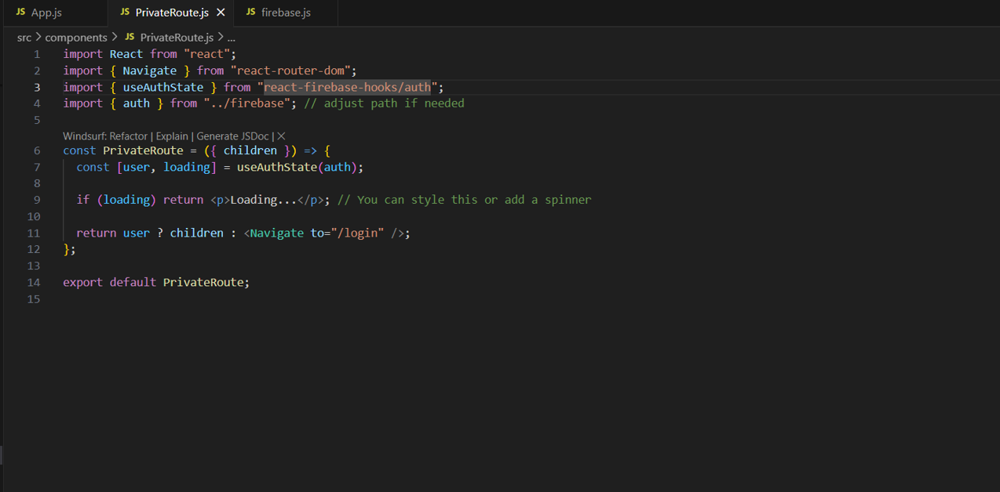 JS App.js JS PrivateRoute.js JS firebase.js
src > components > JS PrivateRoute.js > ...
1 import React from "react";
2 import { Navigate } from "react-router-dom";
3 import { useAuthState } from "react-firebase-hooks/auth";
4 import { auth } from "../firebase"; // adjust path if needed
5
Windsurf: Refactor | Explain | Generate JSDoc | ×
6 const PrivateRoute = ({ children }) => {
7 const [user, loading] = useAuthState(auth);
8
9 if (loading) return <p>Loading...</p>; // You can style this or add a spinner
10
11 return user ? children : <Navigate to="/login" />;
12 };
13
14 export default PrivateRoute;
15